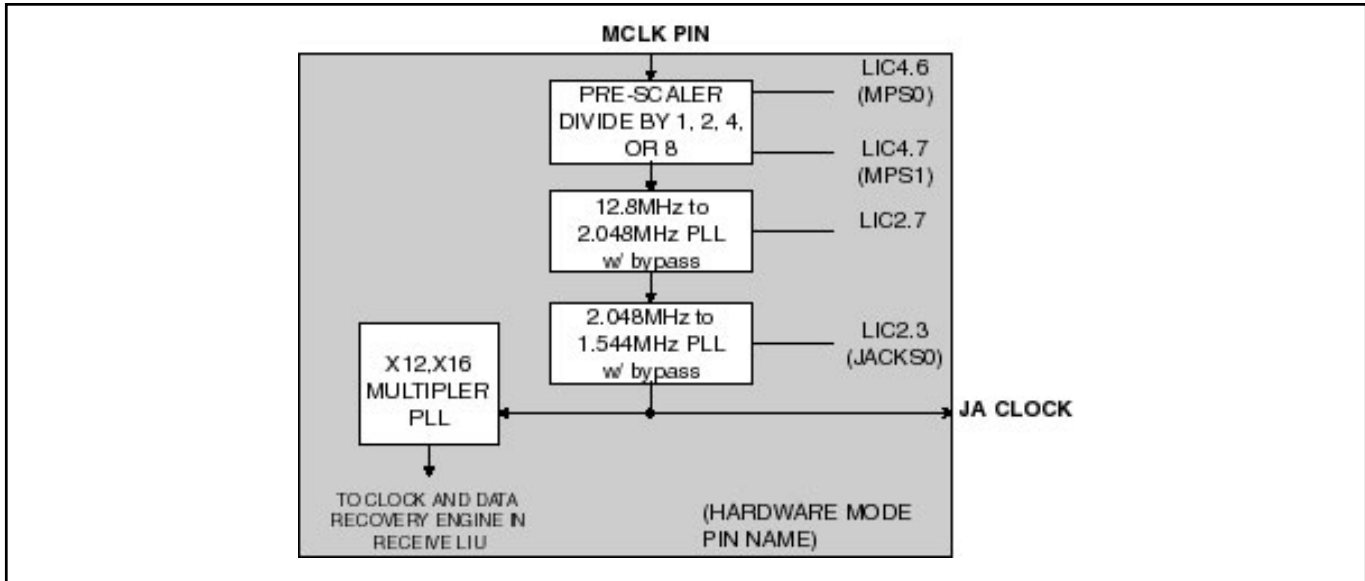 MCLK PIN
PRE-SCALER
DIVIDE BY 1, 2, 4,
OR 8
LIC4.6
(MPS0)
LIC4.7
(MPS1)
12.8MHz to
2.048MHz PLL
w/ bypass
LIC2.7
2.048MHz to
1.544MHz PLL
w/ bypass
LIC2.3
(JACKS0)
X12,X16
MULTIPLER
PLL
JA CLOCK
TO CLOCK AND DATA
RECOVERY ENGINE IN
RECEIVE LIU
(HARDWARE MODE
PIN NAME)